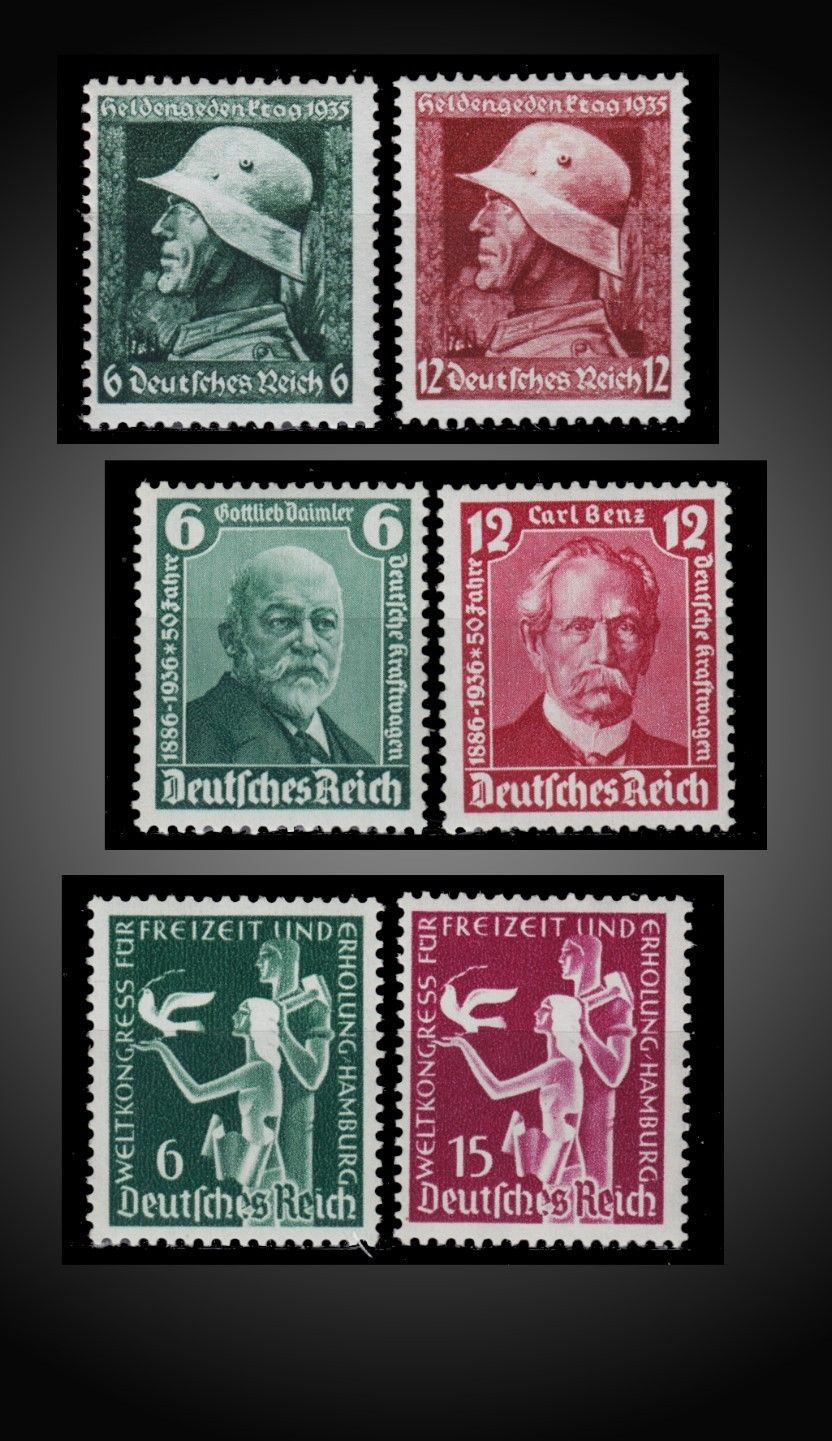 Heldengedenktag 1935
6 Deutsches Reich 6
Heldengedenktag 1935
12 Deutsches Reich 12
6 Gottlieb Daimler 6
1886-1936*50 Jahre
Deutsche Kraftwagen
Deutsches Reich
12 Carl Benz 12
1886-1936*50 Jahre
Deutsche Kraftwagen
Deutsches Reich
WELTKONGRESS FÜR
FREIZEIT UND
ERHOLUNG/HAMBURG
6
Deutsches Reich
WELTKONGRESS FÜR
FREIZEIT UND
ERHOLUNG/HAMBURG
15
Deutsches Reich